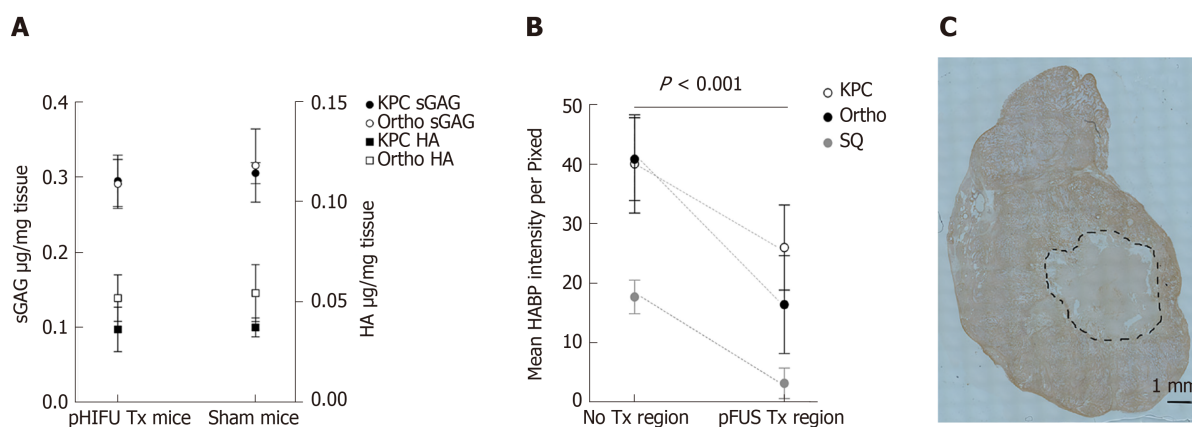 A
B
C
sGAG µg/mg tissue
0.4
0.3
0.2
0.1
0.0
pHIFU Tx mice
Sham mice
0.15
0.10
0.05
0.00
HA µg/mg tissue
KPC sGAG
Ortho sGAG
KPC HA
Ortho HA
Mean HABP intensity per Pixed
50
40
30
20
10
0
P < 0.001
No Tx region
pFUS Tx region
KPC
Ortho
SQ
1 mm